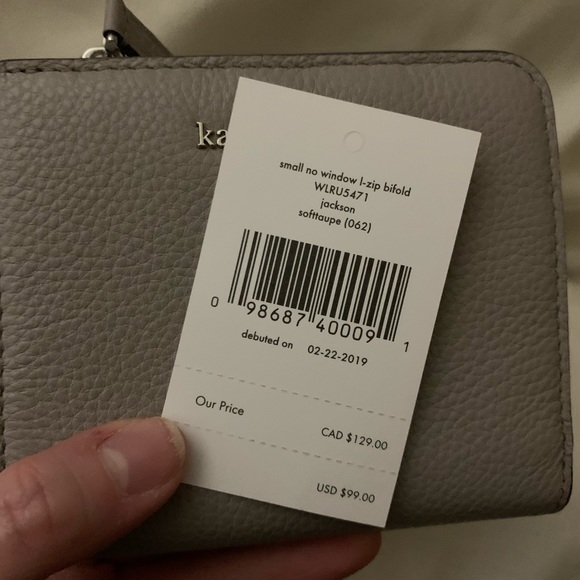 ka
small no window l-zip bifold
WLRU5471
jackson
softtaupe (062)
0 98687 40009 1
debuted on 02-22-2019
Our Price CAD $129.00
USD $99.00